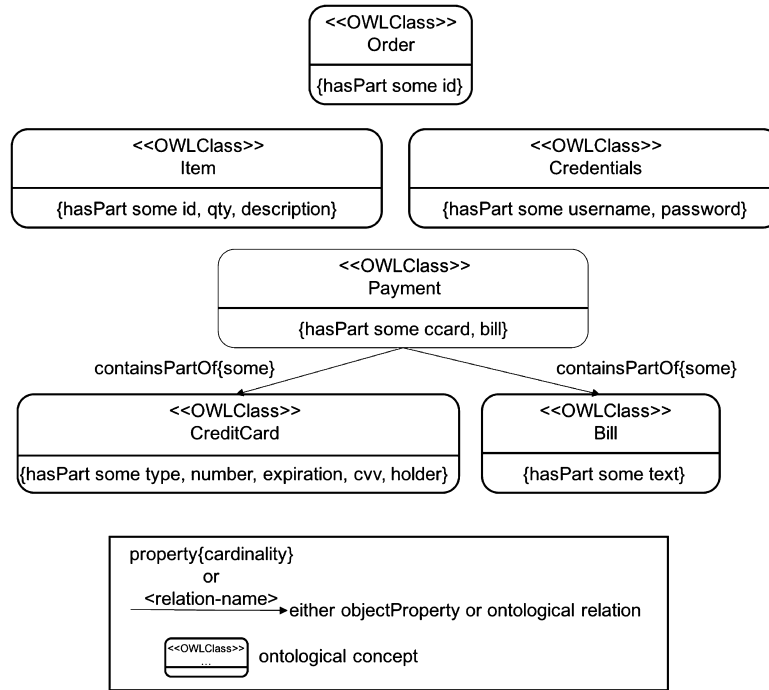 <<OWLClass>>
Order
{hasPart some id}
<<OWLClass>>
Item
{hasPart some id, qty, description}
<<OWLClass>>
Credentials
{hasPart some username, password}
<<OWLClass>>
Payment
{hasPart some ccard, bill}
containsPartOf{some}
containsPartOf{some}
<<OWLClass>>
CreditCard
{hasPart some type, number, expiration, cvv, holder}
<<OWLClass>>
Bill
{hasPart some text}
property{cardinality}
or
<relation-name>
either objectProperty or ontological relation
<<OWLClass>>
...
ontological concept